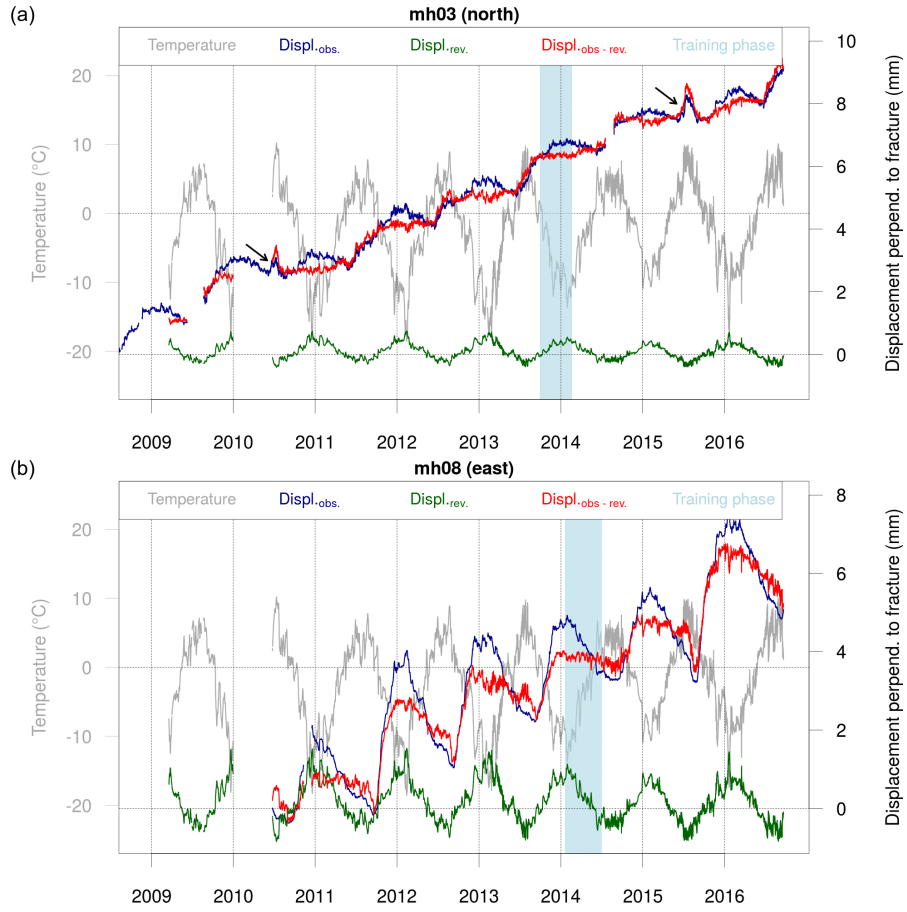 (a)
mh03 (north)
Temperature Displ.obs. Displ.rev. Displ.obs - rev. Training phase
20
10
0
-10
-20
Temperature (°C)
10
8
6
4
2
0
Displacement perpend. to fracture (mm)
2009 2010 2011 2012 2013 2014 2015 2016
(b)
mh08 (east)
Temperature Displ.obs. Displ.rev. Displ.obs - rev. Training phase
20
10
0
-10
-20
Temperature (°C)
8
6
4
2
0
Displacement perpend. to fracture (mm)
2009 2010 2011 2012 2013 2014 2015 2016